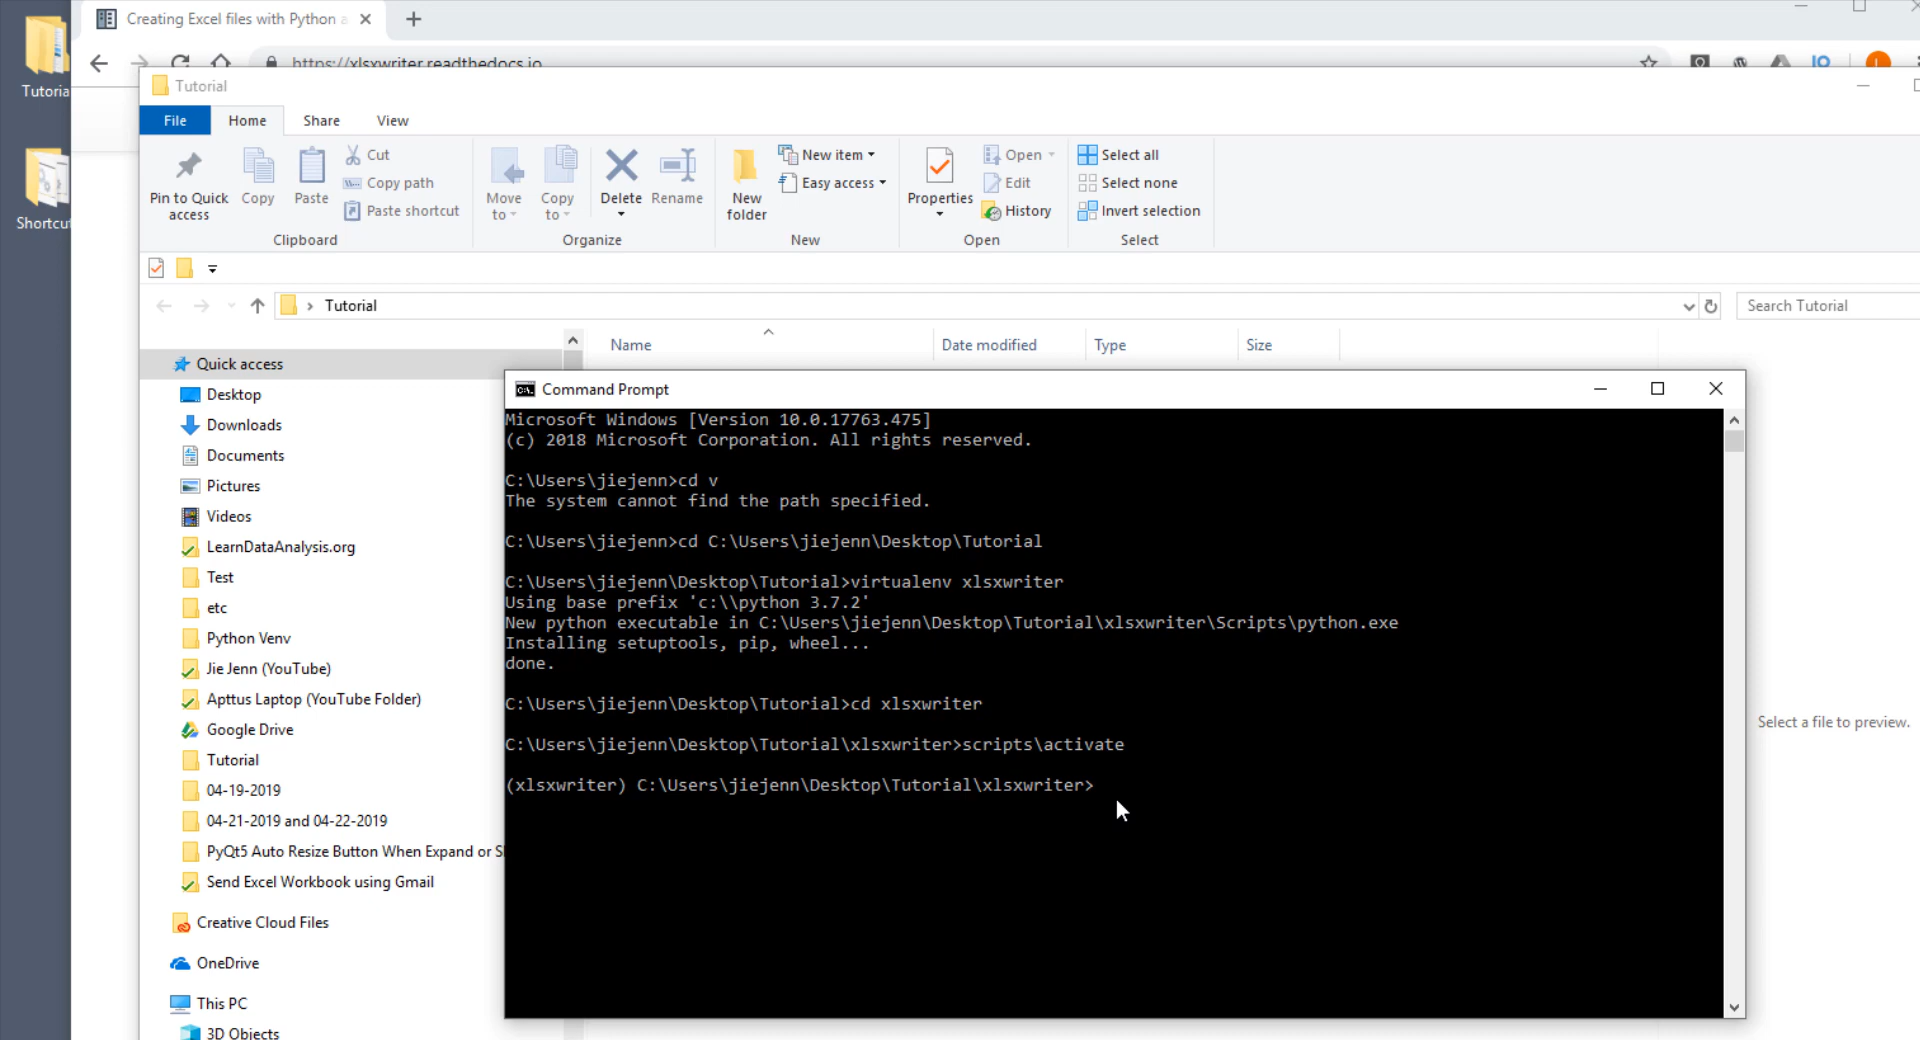 Creating Excel files with Python a
https://xlsxwriter.readthedocs.io
Tutoria
Shortcut
Tutorial
File Home Share View
Pin to Quick access
Copy
Paste
Cut
Copy path
Paste shortcut
Clipboard
Move to
Copy to
Delete
Rename
Organize
New folder
New item
Easy access
New
Properties
Open
Edit
History
Open
Select all
Select none
Invert selection
Select
Tutorial
Search Tutorial
Name Date modified Type Size
Quick access
Desktop
Downloads
Documents
Pictures
Videos
LearnDataAnalysis.org
Test
etc
Python Venv
Jie Jenn (YouTube)
Apttus Laptop (YouTube Folder)
Google Drive
Tutorial
04-19-2019
04-21-2019 and 04-22-2019
PyQt5 Auto Resize Button When Expand or S
Send Excel Workbook using Gmail
Creative Cloud Files
OneDrive
This PC
3D Objects
Command Prompt
Microsoft Windows [Version 10.0.17763.475]
(c) 2018 Microsoft Corporation. All rights reserved.
C:\Users\jiejenn>cd v
The system cannot find the path specified.
C:\Users\jiejenn>cd C:\Users\jiejenn\Desktop\Tutorial
C:\Users\jiejenn\Desktop\Tutorial>virtualenv xlsxwriter
Using base prefix 'c:\\python 3.7.2'
New python executable in C:\Users\jiejenn\Desktop\Tutorial\xlsxwriter\Scripts\python.exe
Installing setuptools, pip, wheel...
done.
C:\Users\jiejenn\Desktop\Tutorial>cd xlsxwriter
C:\Users\jiejenn\Desktop\Tutorial\xlsxwriter>scripts\activate
(xlsxwriter) C:\Users\jiejenn\Desktop\Tutorial\xlsxwriter>
Select a file to preview.